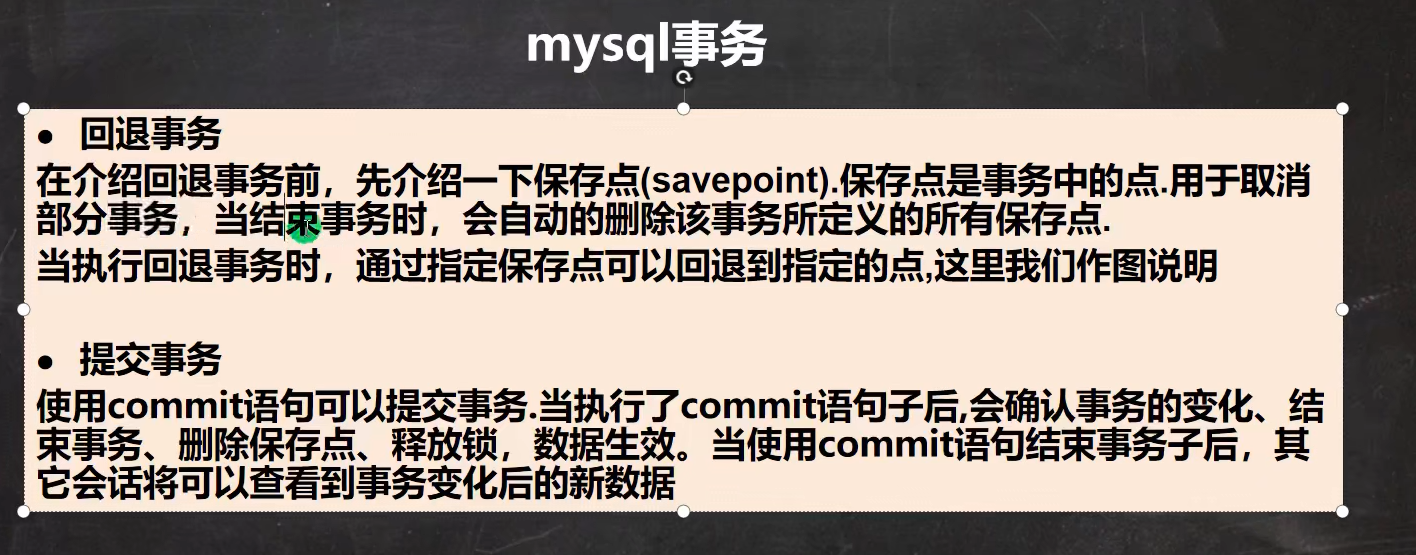 mysql事务
● 回退事务
在介绍回退事务前，先介绍一下保存点(savepoint).保存点是事务中的点.用于取消
部分事务，当结束事务时，会自动的删除该事务所定义的所有保存点.
当执行回退事务时，通过指定保存点可以回退到指定的点,这里我们作图说明
● 提交事务
使用commit语句可以提交事务.当执行了commit语句子后,会确认事务的变化、结
束事务、删除保存点、释放锁，数据生效。当使用commit语句结束事务子后，其
它会话将可以查看到事务变化后的新数据